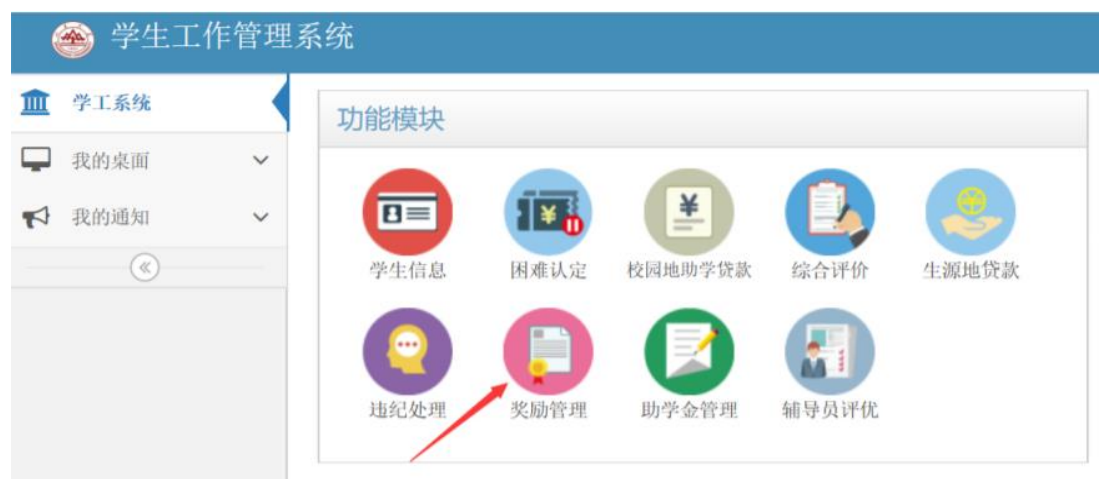 学生工作管理系统
学工系统
我的桌面
我的通知
功能模块
学生信息
困难认定
校园地助学贷款
综合评价
生源地贷款
违纪处理
奖励管理
助学金管理
辅导员评优